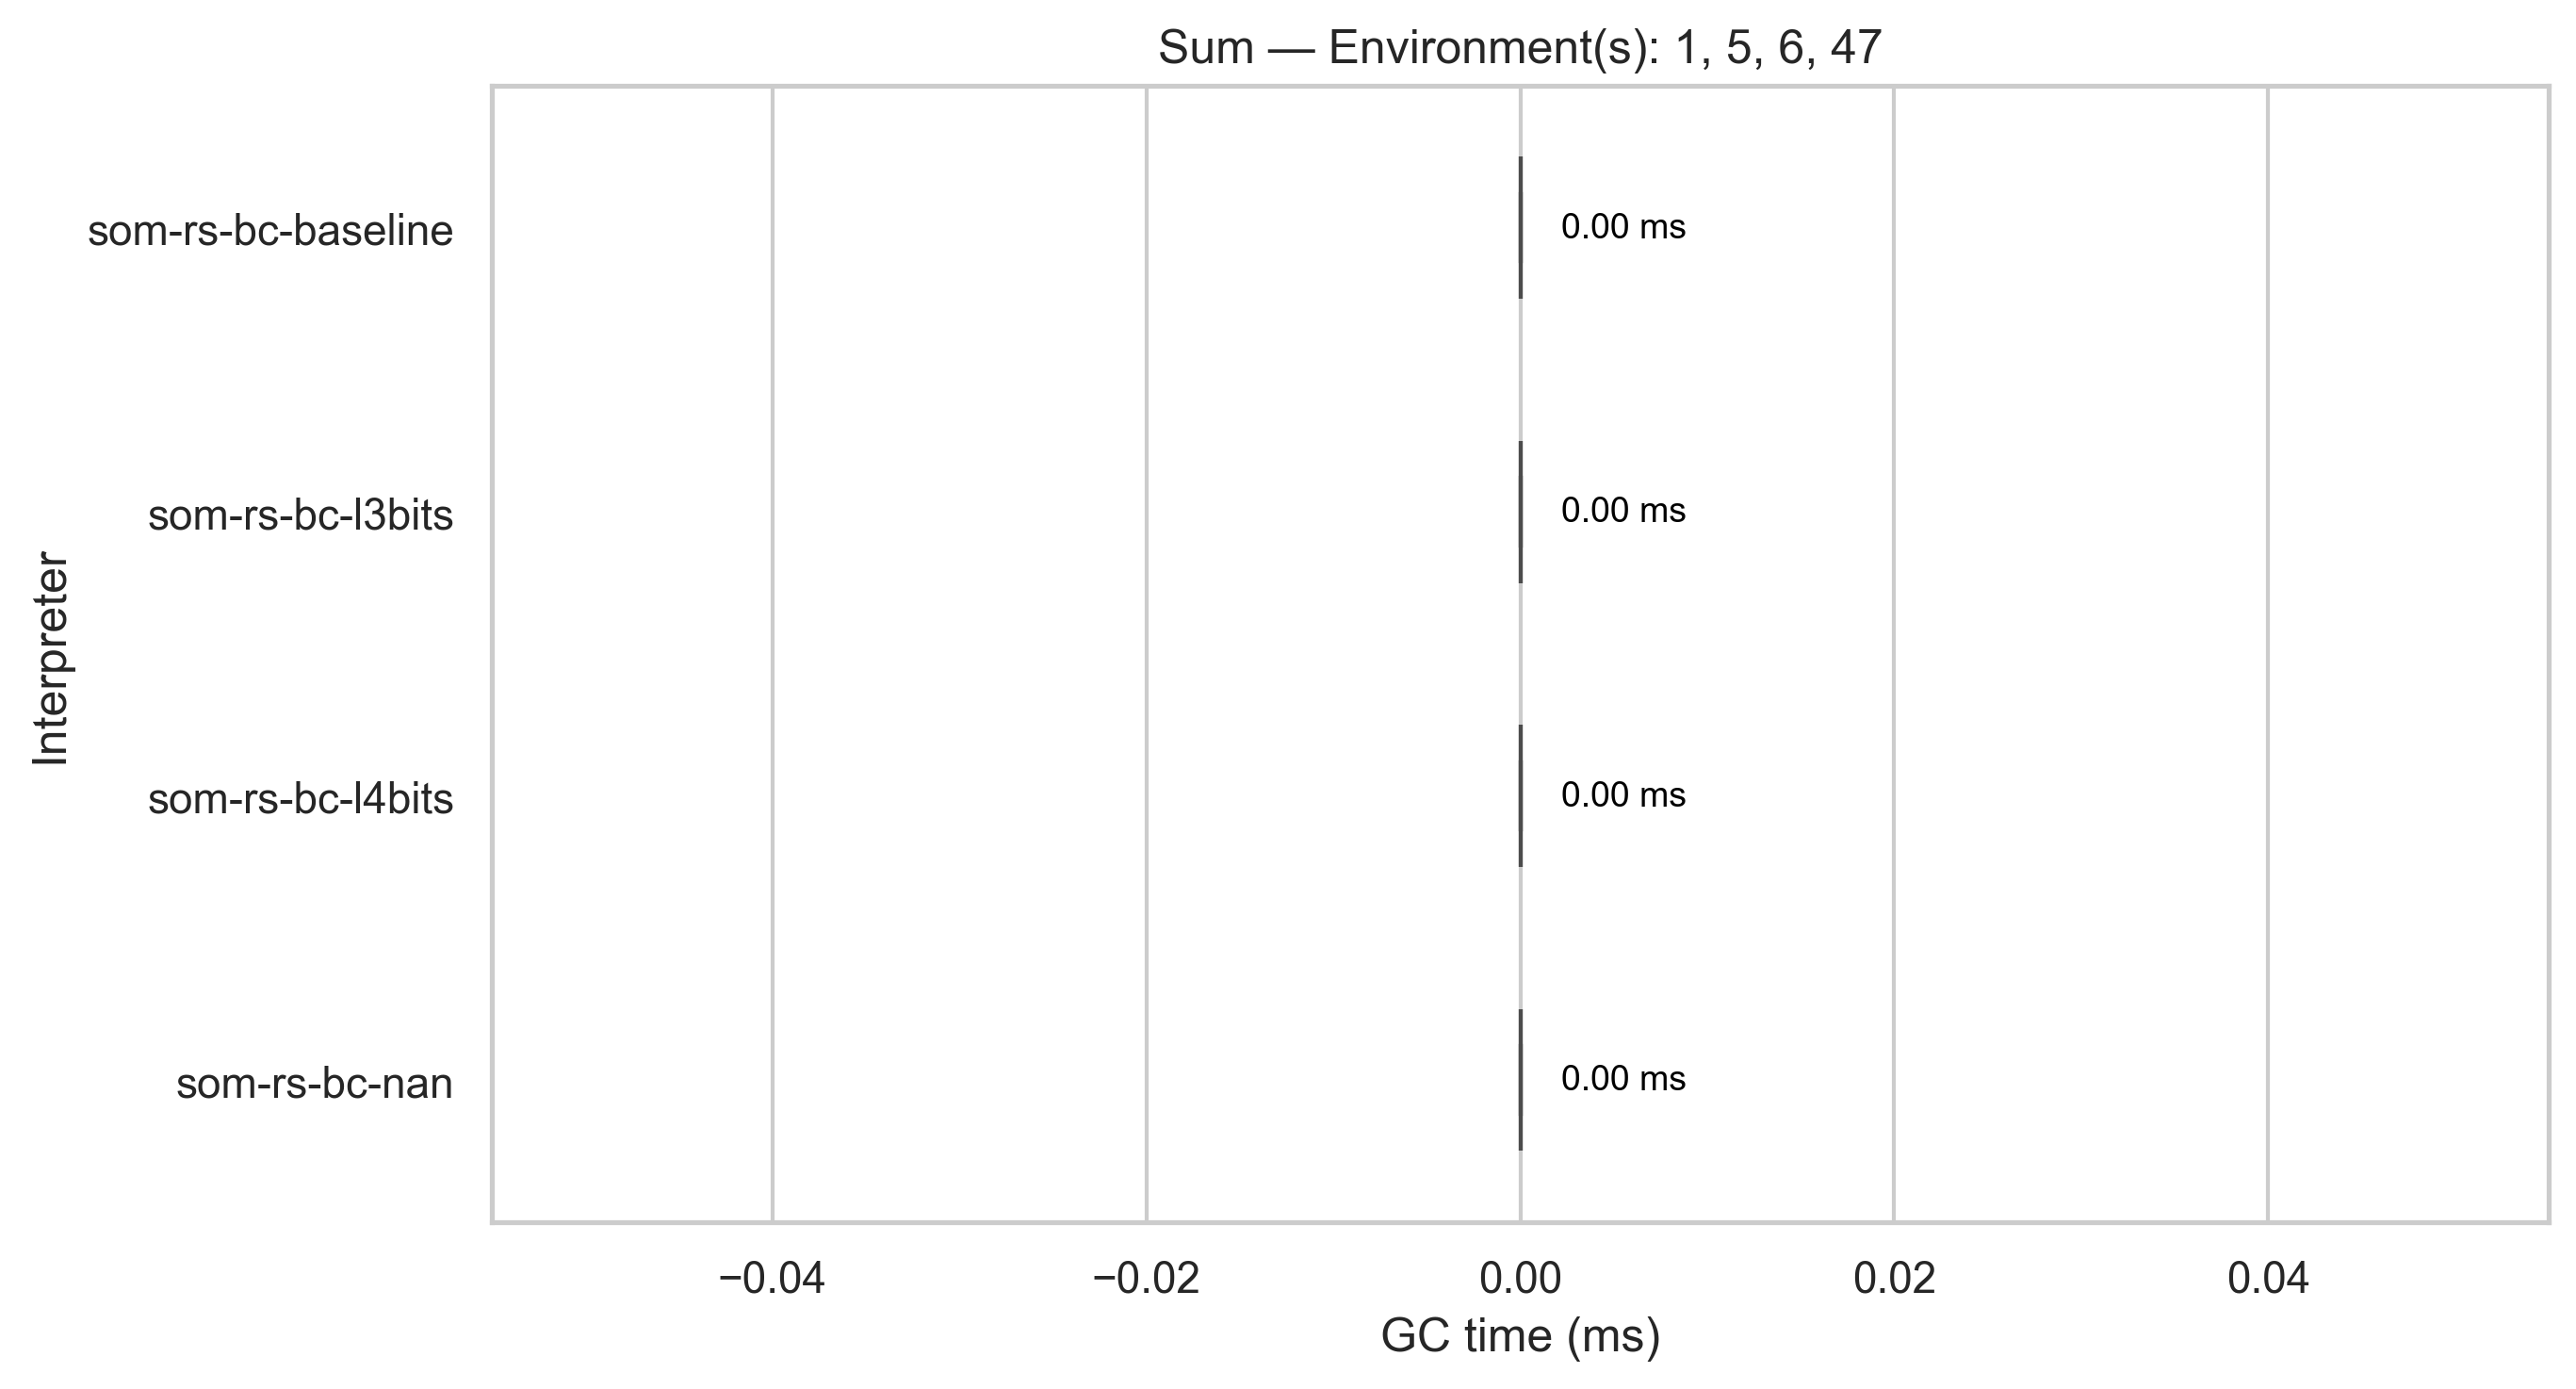 Sum — Environment(s): 1, 5, 6, 47
Interpreter
som-rs-bc-baseline
0.00 ms
som-rs-bc-l3bits
0.00 ms
som-rs-bc-l4bits
0.00 ms
som-rs-bc-nan
0.00 ms
−0.04 −0.02 0.00 0.02 0.04
GC time (ms)